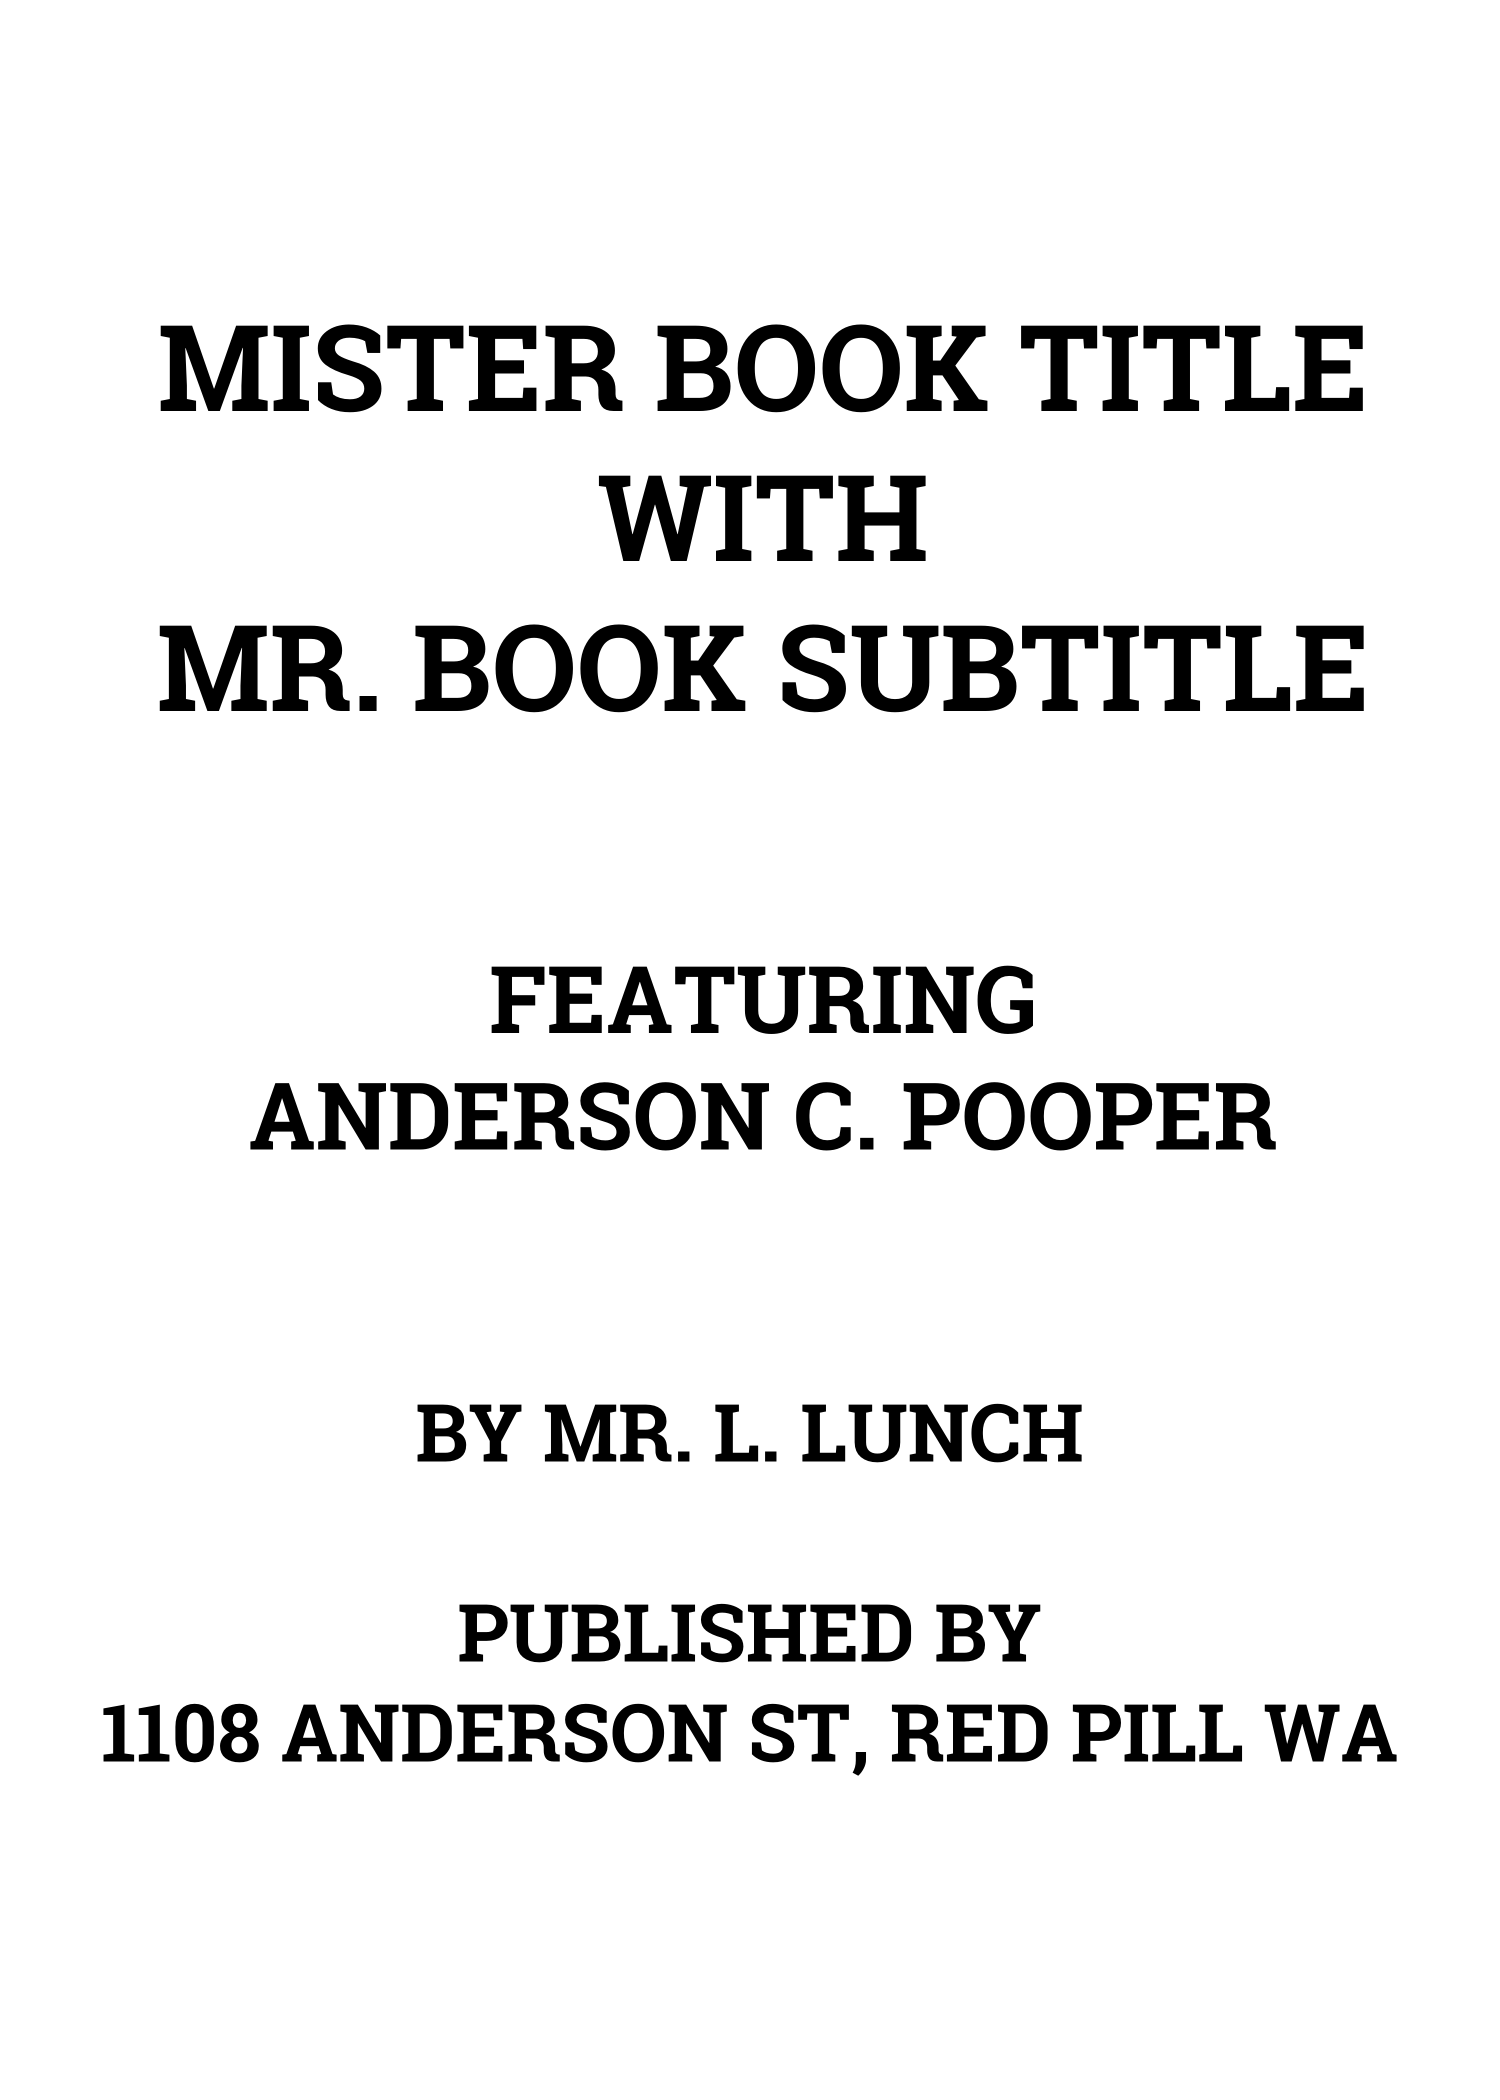 MISTER BOOK TITLE
WITH
MR. BOOK SUBTITLE
FEATURING
ANDERSON C. POOPER
BY MR. L. LUNCH
PUBLISHED BY
1108 ANDERSON ST, RED PILL WA